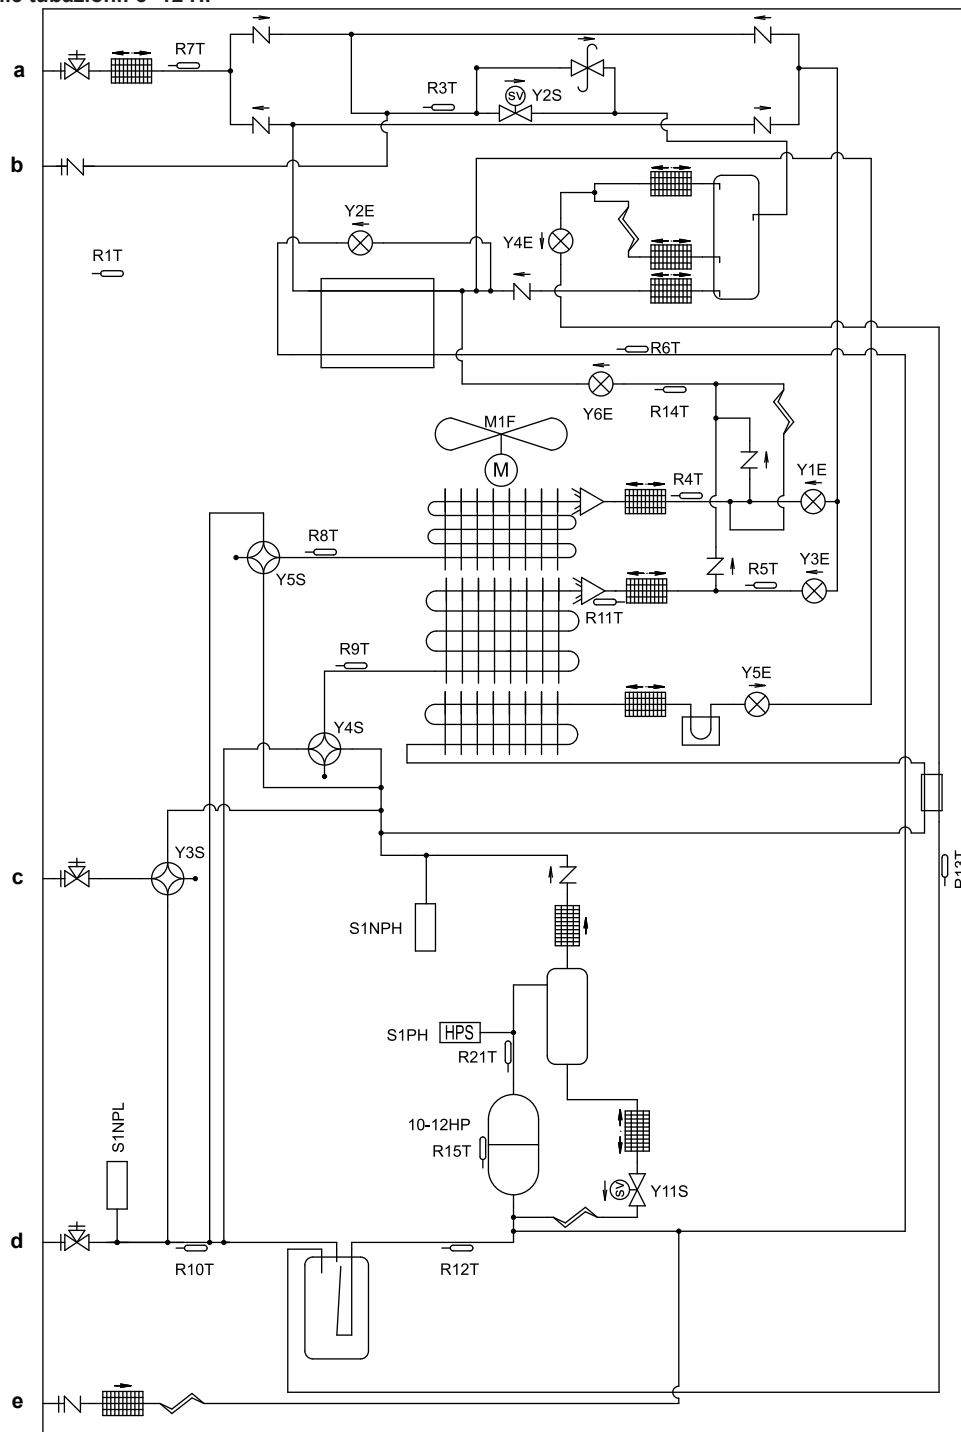 tubazioni: 8~12 HP
a
R7T
R3T
SV
Y2S
b
R1T
Y2E
Y4E
R6T
Y6E
R14T
M1F
M
R4T
Y1E
R8T
Y5S
R5T
Y3E
R11T
R9T
Y5E
Y4S
c
Y3S
R13T
S1NPH
S1PH
HPS
R21T
10-12HP
R15T
S1NPL
SV
Y11S
d
R10T
R12T
e